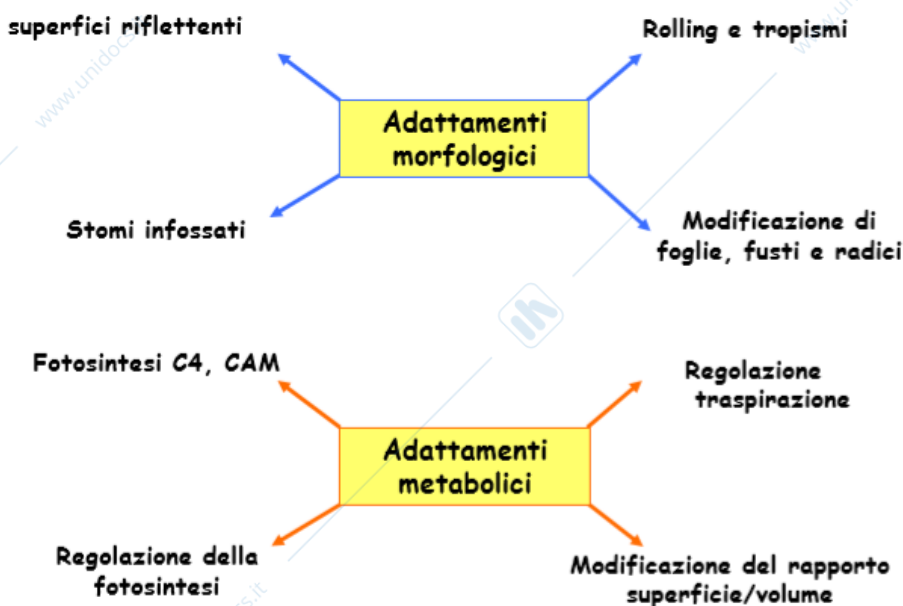 superfici riflettenti
Rolling e tropismi
Adattamenti
morfologici
Stomi infossati
Modificazione di
foglie, fusti e radici
Fotosintesi C4, CAM
Regolazione
traspirazione
Adattamenti
metabolici
Regolazione della
fotosintesi
Modificazione del rapporto
superficie/volume